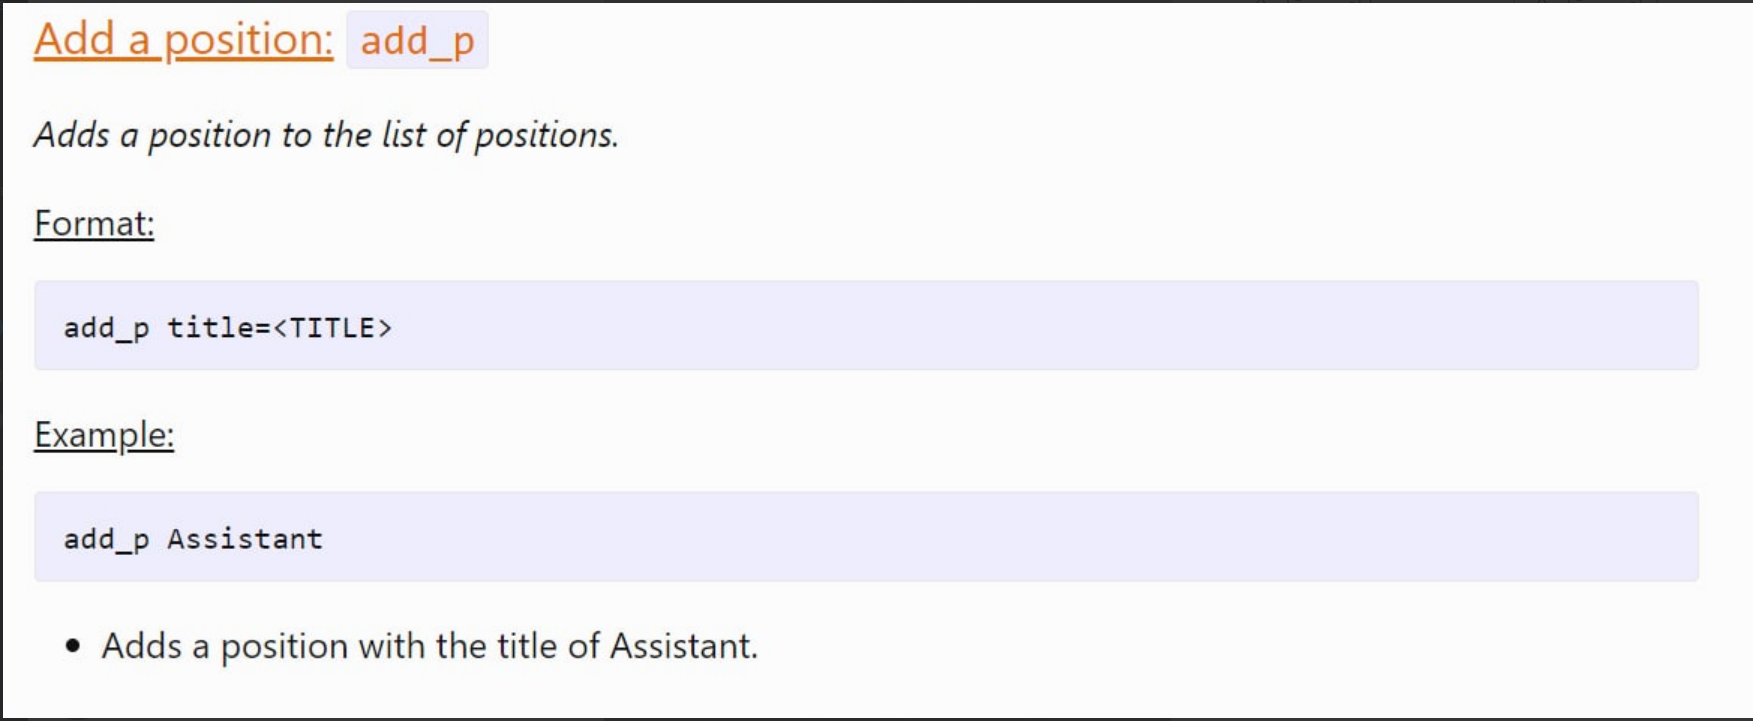 Add a position: add_p
Adds a position to the list of positions.
Format:
add_p title=<TITLE>
Example:
add_p Assistant
• Adds a position with the title of Assistant.